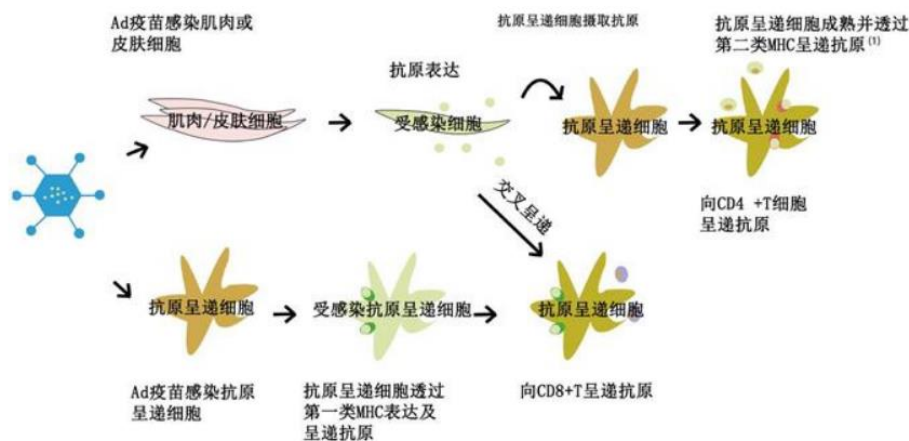 Ad疫苗感染肌肉或
皮肤细胞
抗原呈递细胞摄取抗原
抗原呈递细胞成熟并透过
第二类MHC呈递抗原(1)
抗原表达
肌肉/皮肤细胞
受感染细胞
抗原呈递细胞
抗原呈递细胞
交叉呈递
向CD4 +T细胞
呈递抗原
抗原呈递细胞
受感染抗原呈递细胞
抗原呈递细胞
Ad疫苗感染抗原
呈递细胞
抗原呈递细胞透过
第一类MHC表达及
呈递抗原
向CD8+T呈递抗原